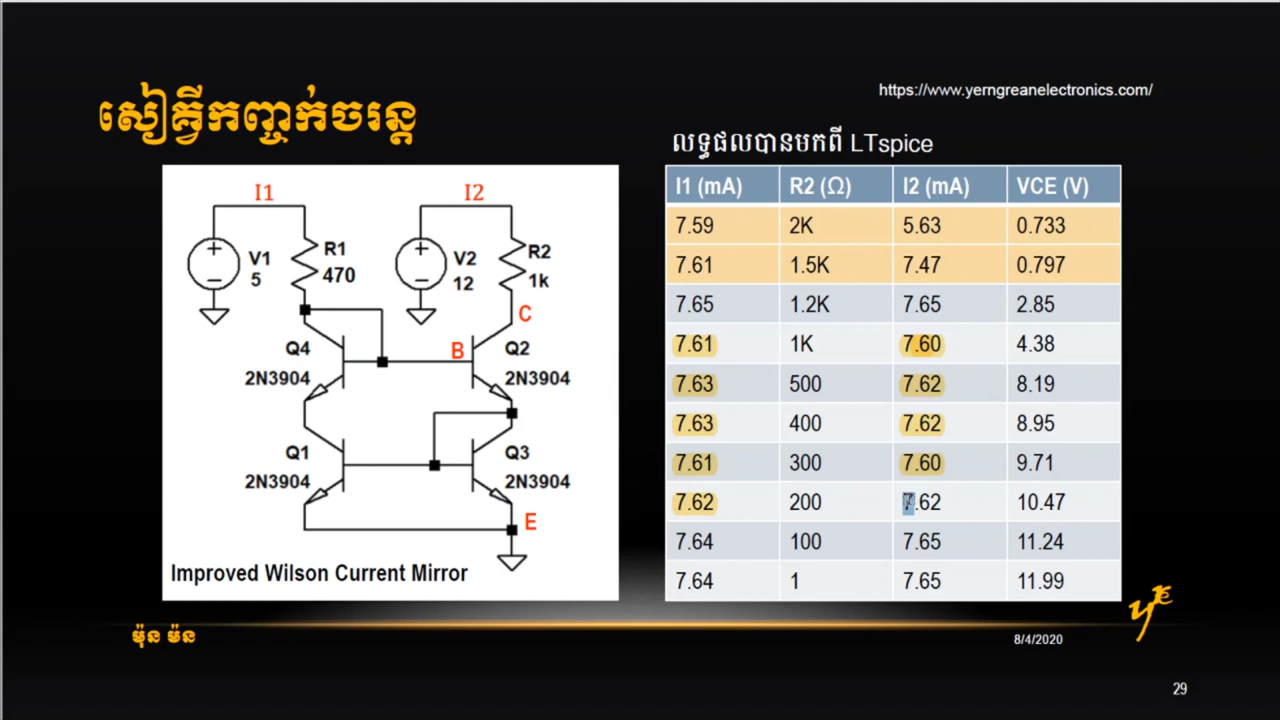 សៀគ្វីកញ្ចក់ចរន្ត
https://www.yerngreanelectronics.com/
លទ្ធផលបានមកពី LTspice
I1 I2
V1 5 R1 470 V2 12 R2 1k
C
Q4 2N3904 B Q2 2N3904
Q1 2N3904 Q3 2N3904
E
Improved Wilson Current Mirror
I1 (mA) R2 (Ω) I2 (mA) VCE (V)
7.59 2K 5.63 0.733
7.61 1.5K 7.47 0.797
7.65 1.2K 7.65 2.85
7.61 1K 7.60 4.38
7.63 500 7.62 8.19
7.63 400 7.62 8.95
7.61 300 7.60 9.71
7.62 200 7.62 10.47
7.64 100 7.65 11.24
7.64 1 7.65 11.99
ម៉ុន ម៉ន
8/4/2020
29